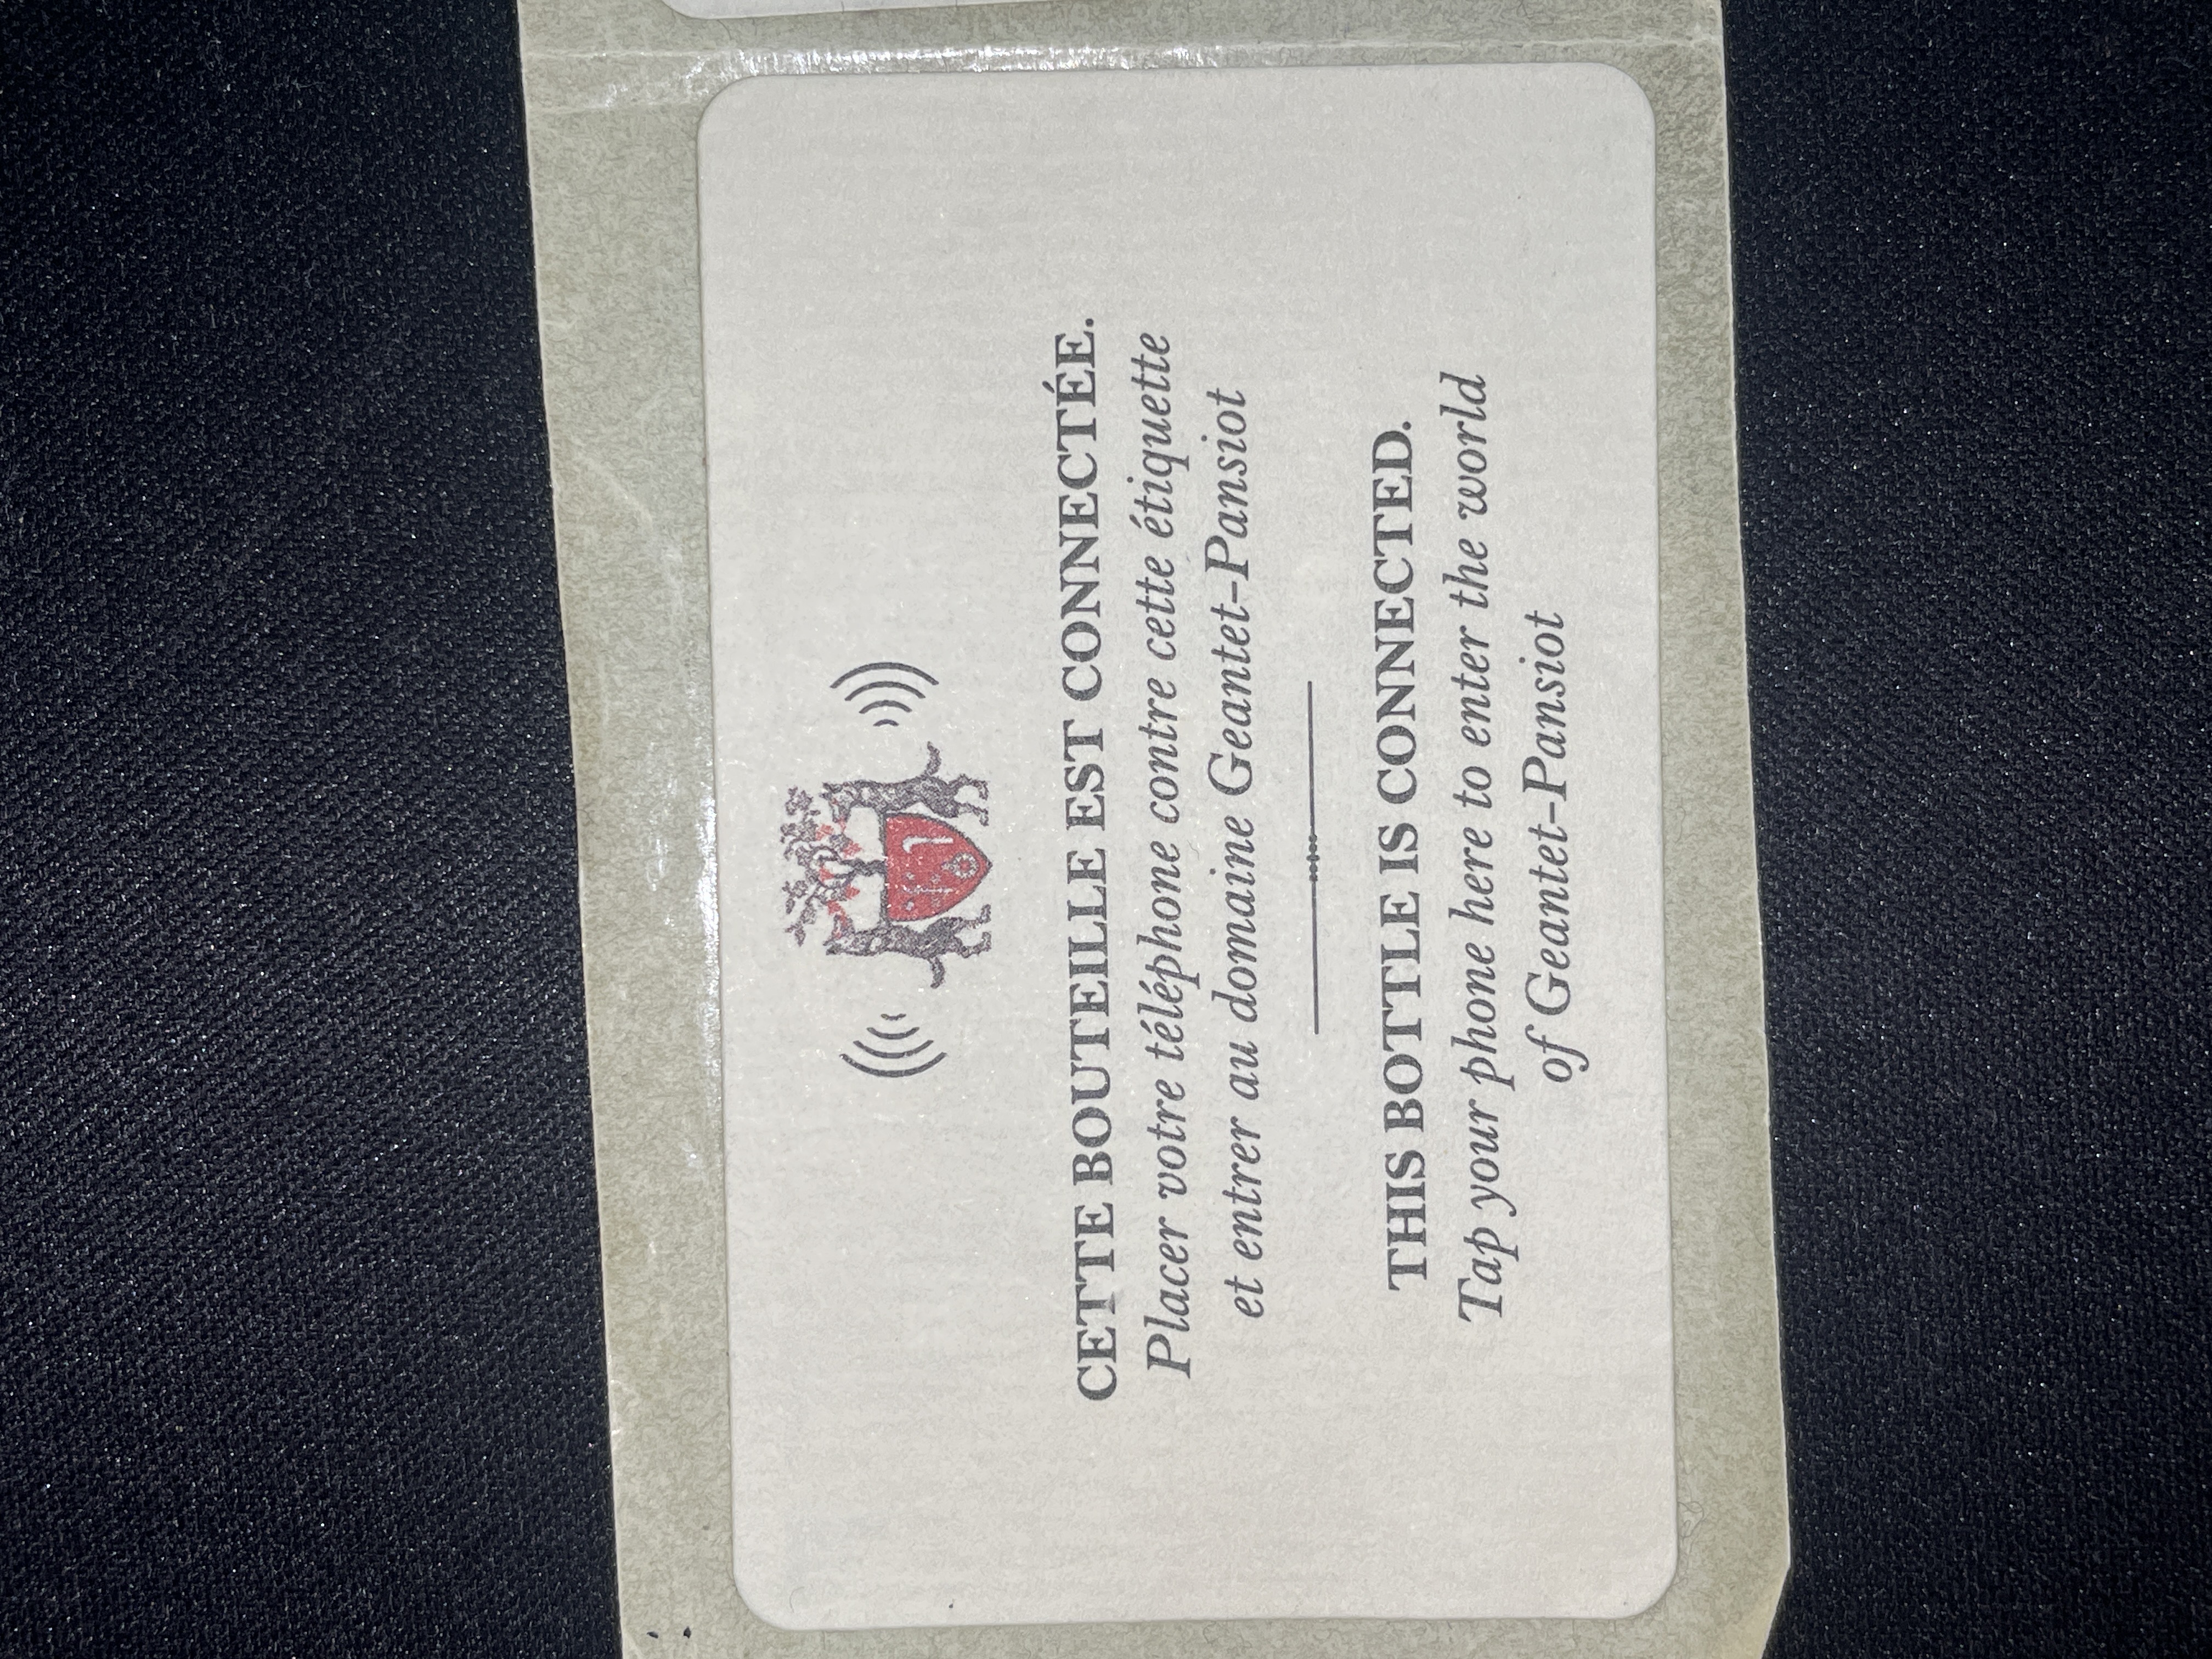 CETTE BOUTEILLE EST CONNECTÉE.
Placer votre téléphone contre cette étiquette
et entrer au domaine Geantet-Pansiot
THIS BOTTLE IS CONNECTED.
Tap your phone here to enter the world
of Geantet-Pansiot